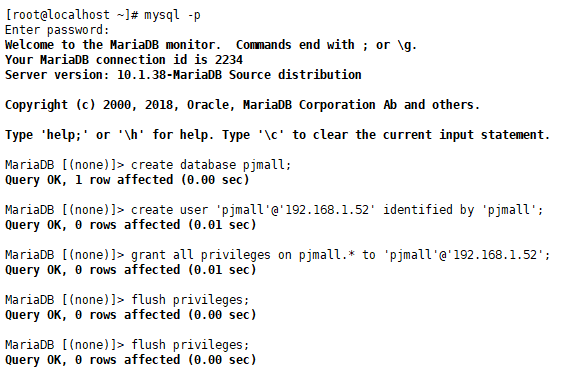 [root@localhost ~]# mysql -p
Enter password:
Welcome to the MariaDB monitor.  Commands end with ; or \g.
Your MariaDB connection id is 2234
Server version: 10.1.38-MariaDB Source distribution

Copyright (c) 2000, 2018, Oracle, MariaDB Corporation Ab and others.

Type 'help;' or '\h' for help. Type '\c' to clear the current input statement.

MariaDB [(none)]> create database pjmall;
Query OK, 1 row affected (0.00 sec)

MariaDB [(none)]> create user 'pjmall'@'192.168.1.52' identified by 'pjmall';
Query OK, 0 rows affected (0.01 sec)

MariaDB [(none)]> grant all privileges on pjmall.* to 'pjmall'@'192.168.1.52';
Query OK, 0 rows affected (0.01 sec)

MariaDB [(none)]> flush privileges;
Query OK, 0 rows affected (0.00 sec)

MariaDB [(none)]> flush privileges;
Query OK, 0 rows affected (0.00 sec)